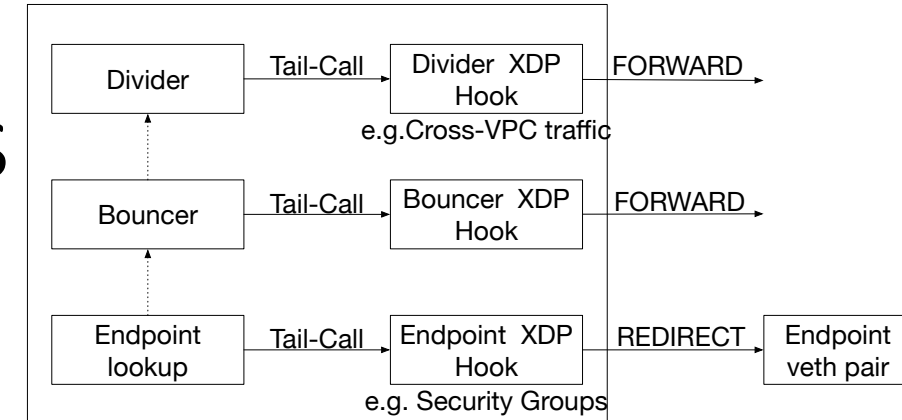 Divider
Tail-Call
Divider XDP
Hook
FORWARD
e.g.Cross-VPC traffic
Bouncer
Tail-Call
Bouncer XDP
Hook
FORWARD
Endpoint
lookup
Tail-Call
Endpoint XDP
Hook
REDIRECT
Endpoint
veth pair
e.g. Security Groups